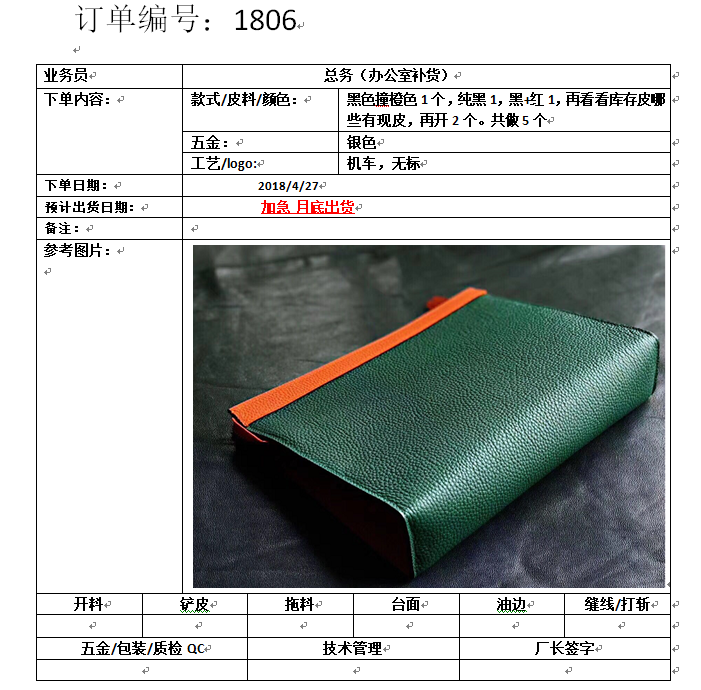 订单编号：1806
业务员
总务（办公室补货）
下单内容：
款式/皮料/颜色：
黑色撞橙色1个，纯黑1，黑+红1，再看看库存皮哪
些有现皮，再开2个。共做5个
五金：
银色
工艺/logo:
机车，无标
下单日期：
2018/4/27
预计出货日期：
加急 月底出货
备注：
参考图片：
开料
铲皮
拖料
台面
油边
缝线/打斩
五金/包装/质检QC
技术管理
厂长签字